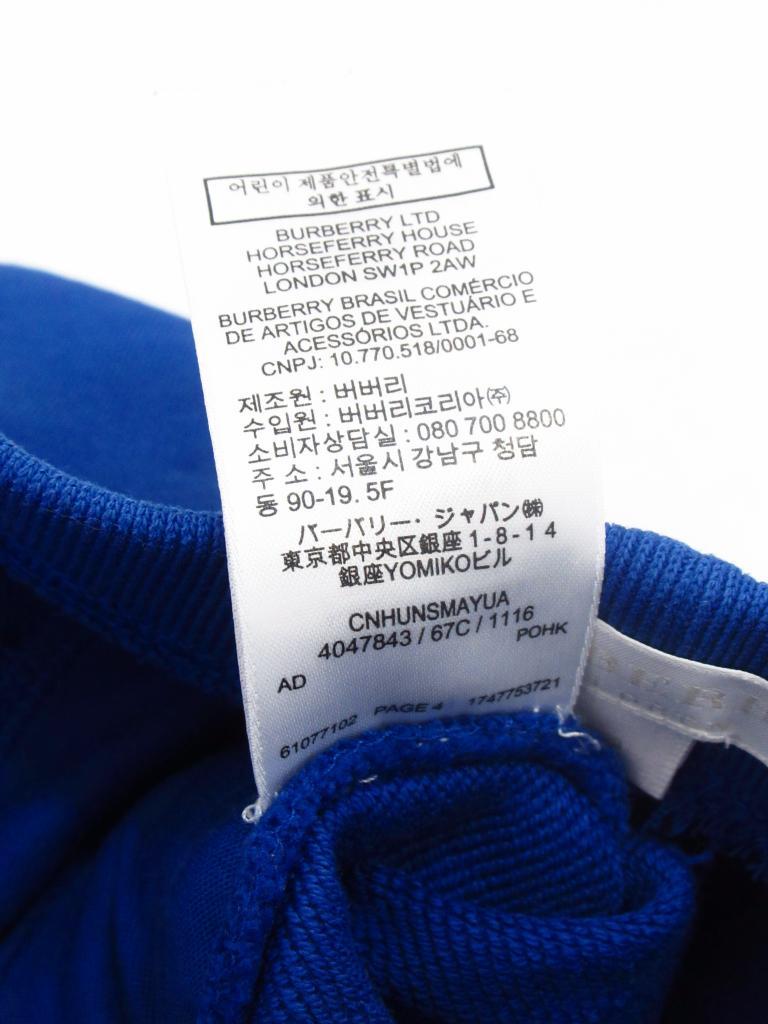 어린이 제품안전특별법에
의한 표시
BURBERRY LTD
HORSEFERRY HOUSE
HORSEFERRY ROAD
LONDON SW1P 2AW
BURBERRY BRASIL COMÉRCIO
DE ARTIGOS DE VESTUÁRIO E
ACESSÓRIOS LTDA.
CNPJ: 10.770.518/0001-68
제조원 : 버버리
수입원 : 버버리코리아㈜
소비자상담실 : 080 700 8800
주 소 : 서울시 강남구 청담
동 90-19. 5F
バーバリー・ジャパン㈱
東京都中央区銀座 1-8-14
銀座YOMIKOビル
CNHUNSMAYUA
4047843 / 67C / 1116
POHK
AD
61077102 PAGE 4 1747753721